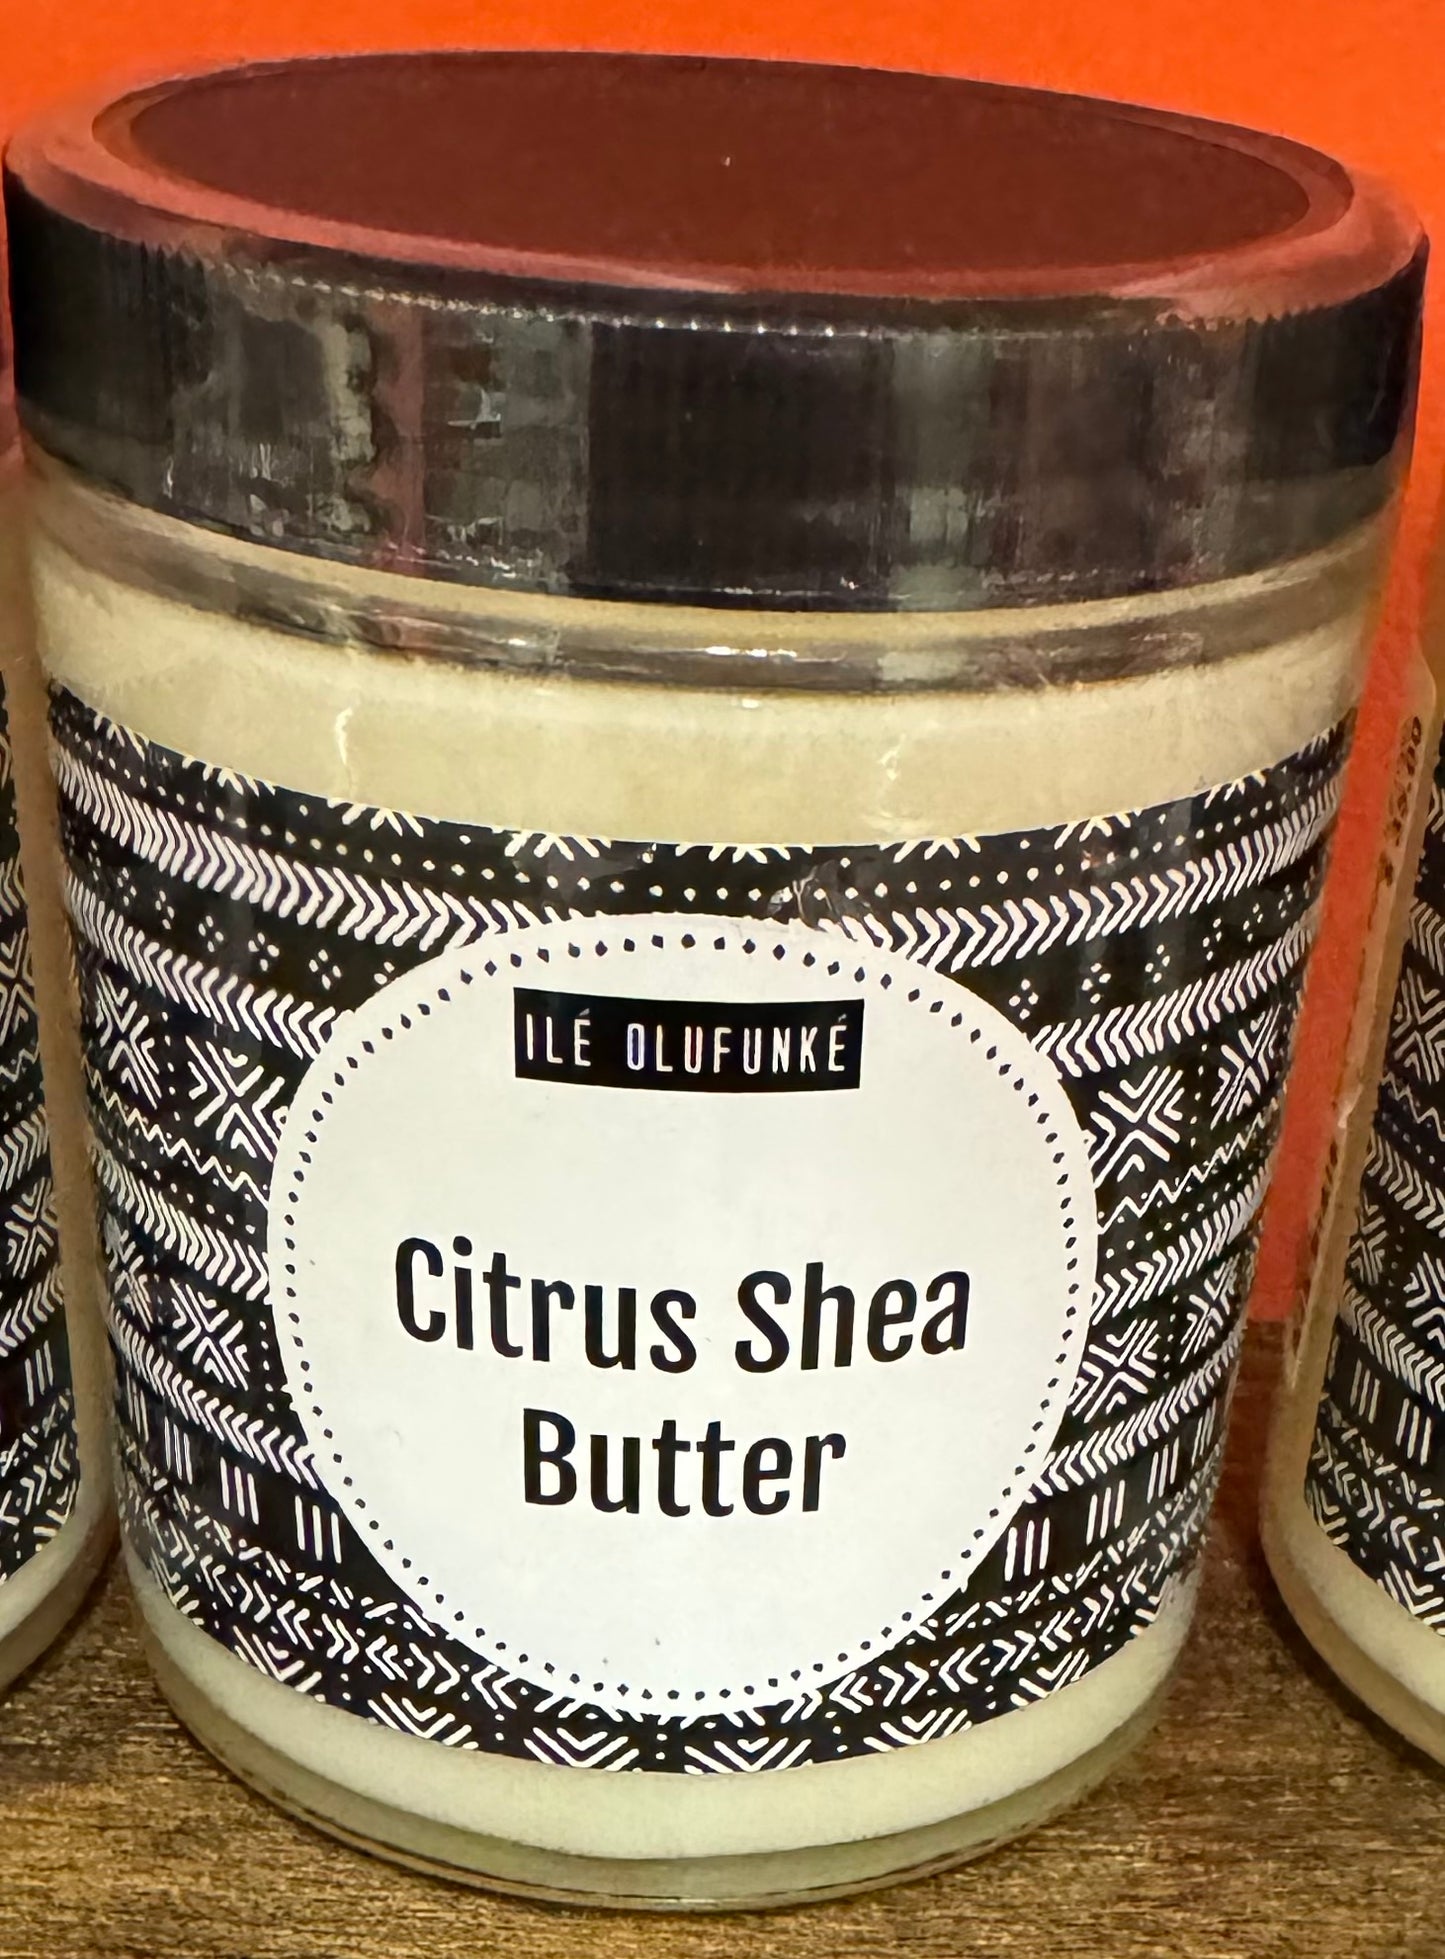 ILÉ OLUFUNKÉ
Citrus Shea
Butter